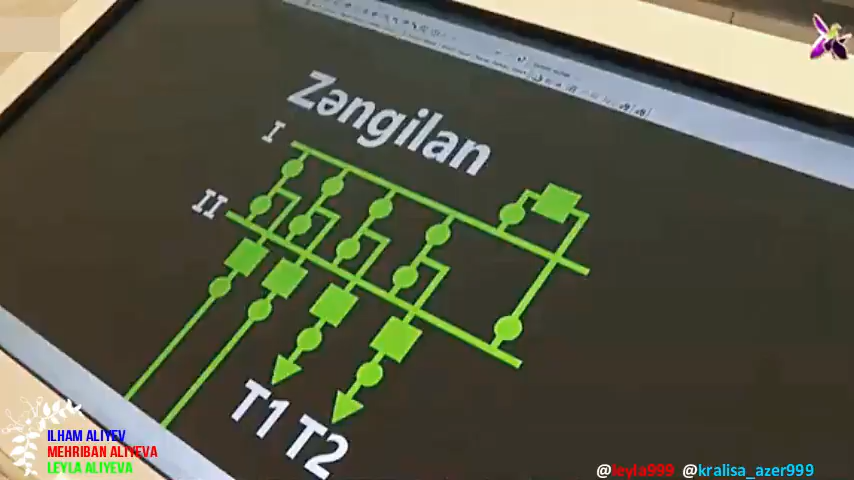 Zəngilan
I
II
T1 T2
ILHAM ALIYEV
MEHRIBAN ALIYEVA
LEYLA ALIYEVA
@leyla999 @kralisa_azer999